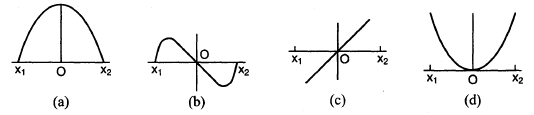 O
x₁ O x₂ x₁ x₂ x₁ O x₂ x₁ O x₂
(a) (b) (c) (d)